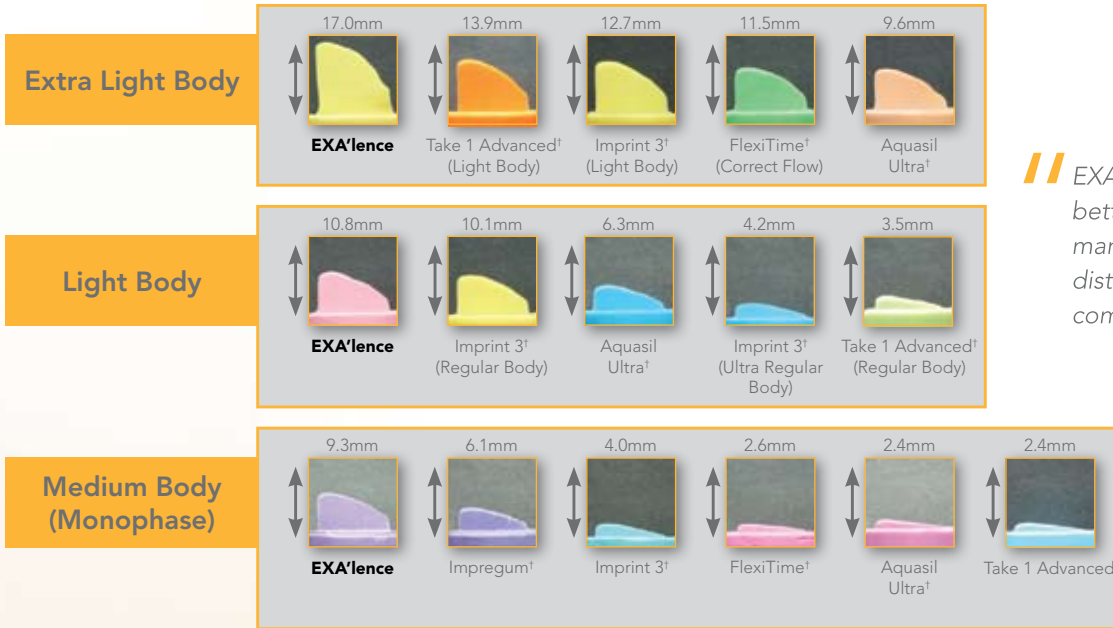 Extra Light Body
17.0mm 13.9mm 12.7mm 11.5mm 9.6mm
EXA'lence Take 1 Advanced† Imprint 3† FlexiTime† Aquasil
(Light Body) (Light Body) (Correct Flow) Ultra†
Light Body
10.8mm 10.1mm 6.3mm 4.2mm 3.5mm
EXA'lence Imprint 3† Aquasil Imprint 3† Take 1 Advanced†
(Regular Body) Ultra† (Ultra Regular (Regular Body)
Body)
Medium Body
(Monophase)
9.3mm 6.1mm 4.0mm 2.6mm 2.4mm 2.4mm
EXA'lence Impregum† Imprint 3† FlexiTime† Aquasil Take 1 Advanced
Ultra†
"EXA